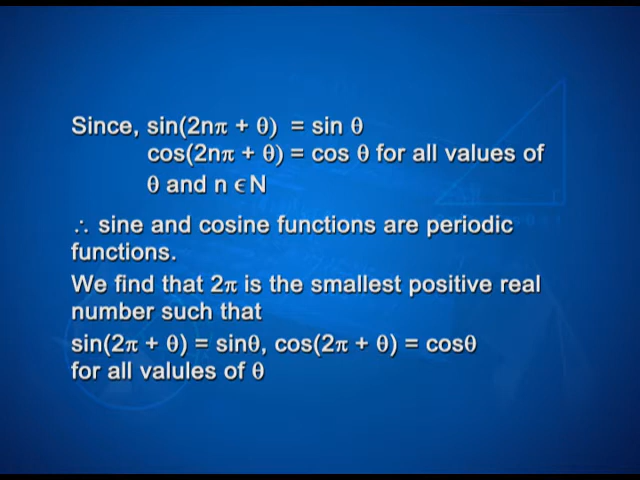 Since, sin(2nπ + θ) = sin θ
cos(2nπ + θ) = cos θ for all values of
θ and n ϵ N
∴ sine and cosine functions are periodic
functions.
We find that 2π is the smallest positive real
number such that
sin(2π + θ) = sinθ, cos(2π + θ) = cosθ
for all valules of θ